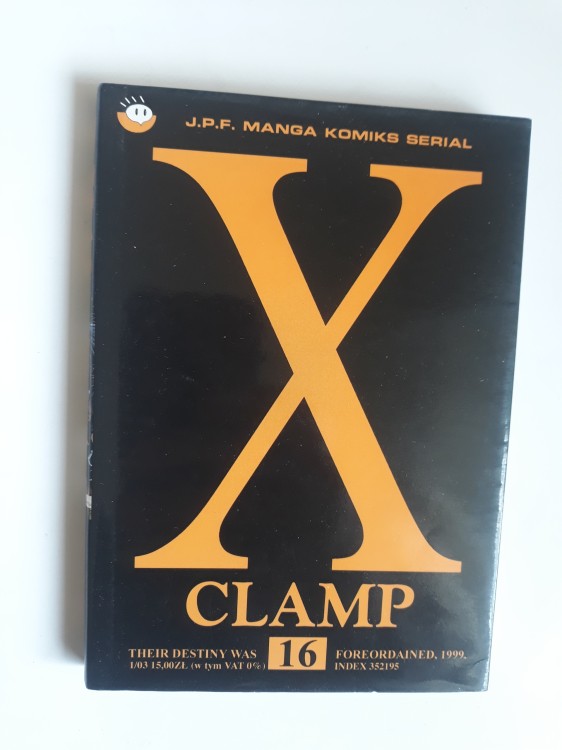 J.P.F. MANGA KOMIKS SERIAL
X
CLAMP
THEIR DESTINY WAS 16 FOREORDAINED, 1999.
1/03 15,00ZŁ (w tym VAT 0%) INDEX 352195